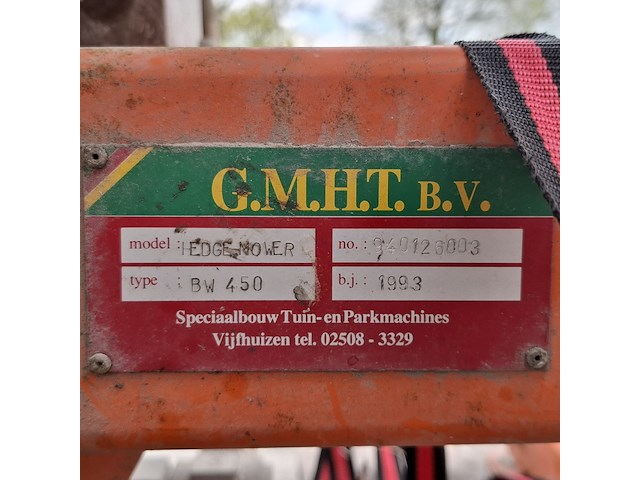 G.M.H.T. B.V.
model : HEDGE-MOWER no. : 940123003
type : BW 450 b.j. : 1993
Speciaalbouw Tuin- en Parkmachines
Vijfhuizen tel. 02508 - 3329